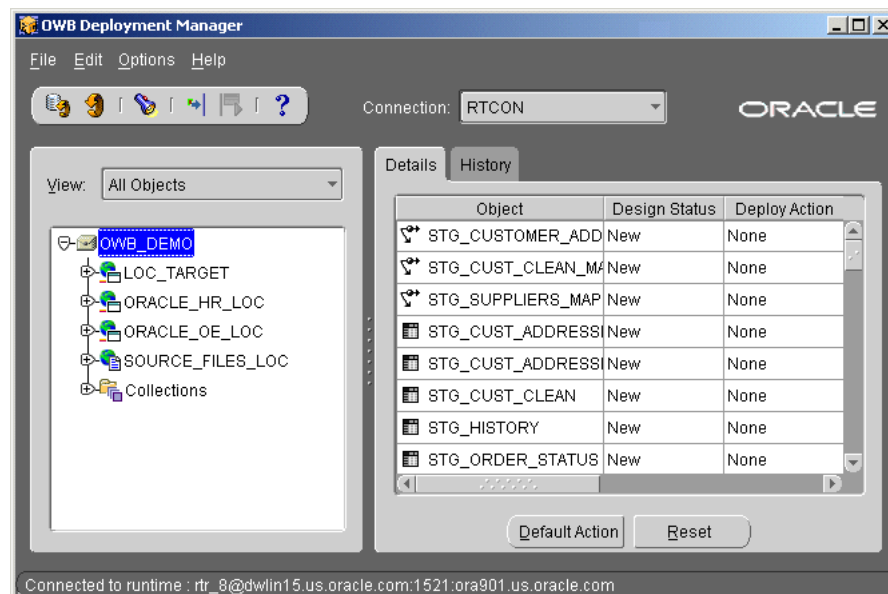 OWB Deployment Manager
File Edit Options Help
Connection: RTCON
ORACLE
View: All Objects
OWB_DEMO
LOC_TARGET
ORACLE_HR_LOC
ORACLE_OE_LOC
SOURCE_FILES_LOC
Collections
Details History
Object Design Status Deploy Action
STG_CUSTOMER_ADD New None
STG_CUST_CLEAN_MA New None
STG_SUPPLIERS_MAP New None
STG_CUST_ADDRESSI New None
STG_CUST_ADDRESSI New None
STG_CUST_CLEAN New None
STG_HISTORY New None
STG_ORDER_STATUS New None
Default Action Reset
Connected to runtime : rtr_8@dwlin15.us.oracle.com:1521:ora901.us.oracle.com